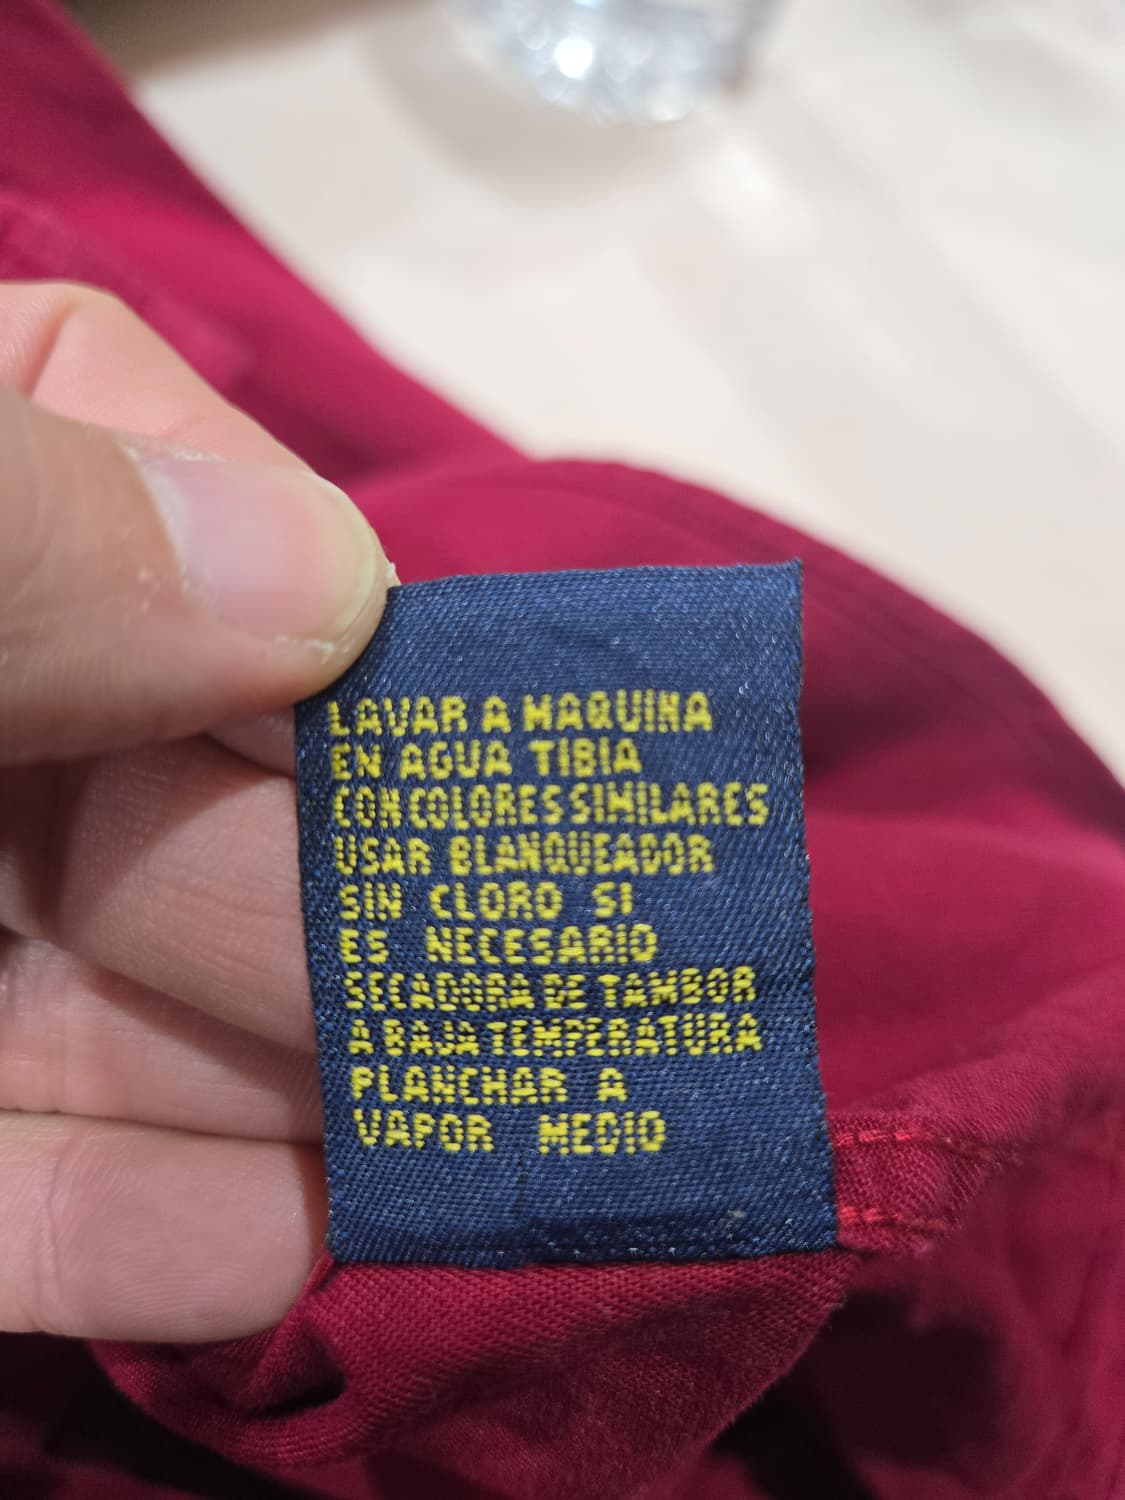 LAVAR A MAQUINA
EN AGUA TIBIA
CON COLORES SIMILARES
USAR BLANQUEADOR
SIN CLORO SI
ES NECESARIO
SECADORA DE TAMBOR
A BAJA TEMPERATURA
PLANCHAR A
VAPOR MEDIO